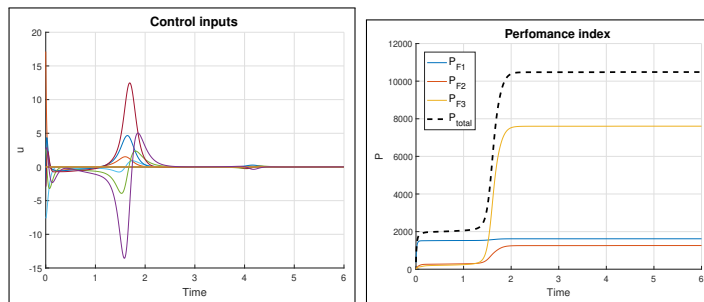 Control inputs
20
15
10
5
0
-5
-10
-15
u
0 1 2 3 4 5 6
Time
Perfomance index
12000
10000
8000
6000
4000
2000
0
P
P_F1
P_F2
P_F3
P_total
0 1 2 3 4 5 6
Time